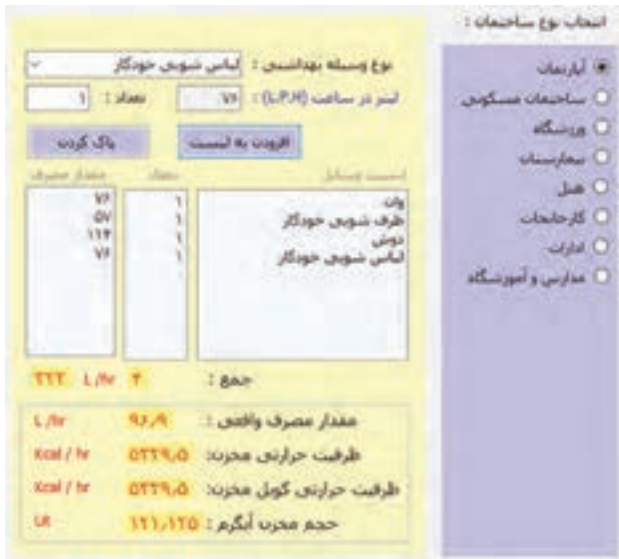 انتخاب نوع ساختمان :
آپارتمان
ساختمان مسکونی
ورزشگاه
بیمارستان
هتل
کارخانجات
ادارات
مدارس و آموزشگاه
نوع وسیله بهداشتی : لباس شویی خودکار
لیتر در ساعت (L.P.H) : ۷۶ تعداد : ۱
افزودن به لیست پاک کردن
لیست وسایل تعداد مقدار مصرف
وان ۱ ۷۶
ظرف شویی خودکار ۱ ۵۷
دوش ۱ ۱۱۴
لباس شویی خودکار ۱ ۷۶
جمع : ۴ ۳۲۳ L /hr
مقدار مصرف واقعی : ۹۶٫۹ L /hr
ظرفیت حرارتی مخزن: ۵۳۲۹٫۵ Kcal / hr
ظرفیت حرارتی کویل مخزن: ۵۳۲۹٫۵ Kcal / hr
حجم مخزن آبگرم : ۱۲۱٫۱۲۵ Lit